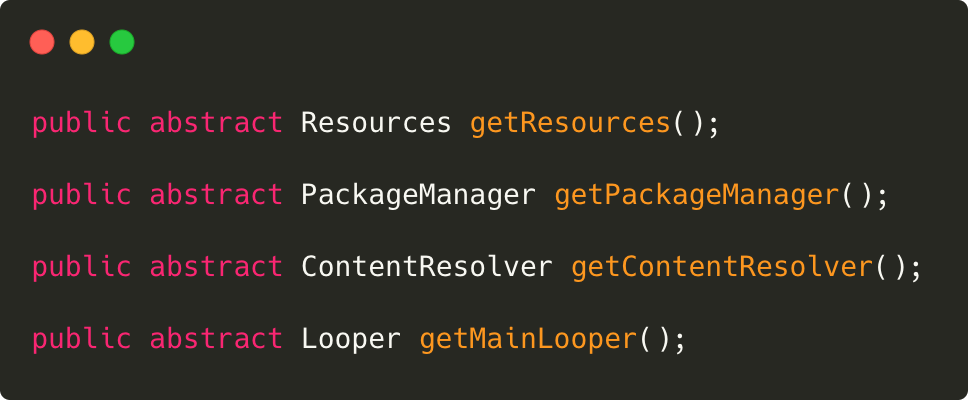 public abstract Resources getResources();
public abstract PackageManager getPackageManager();
public abstract ContentResolver getContentResolver();
public abstract Looper getMainLooper();